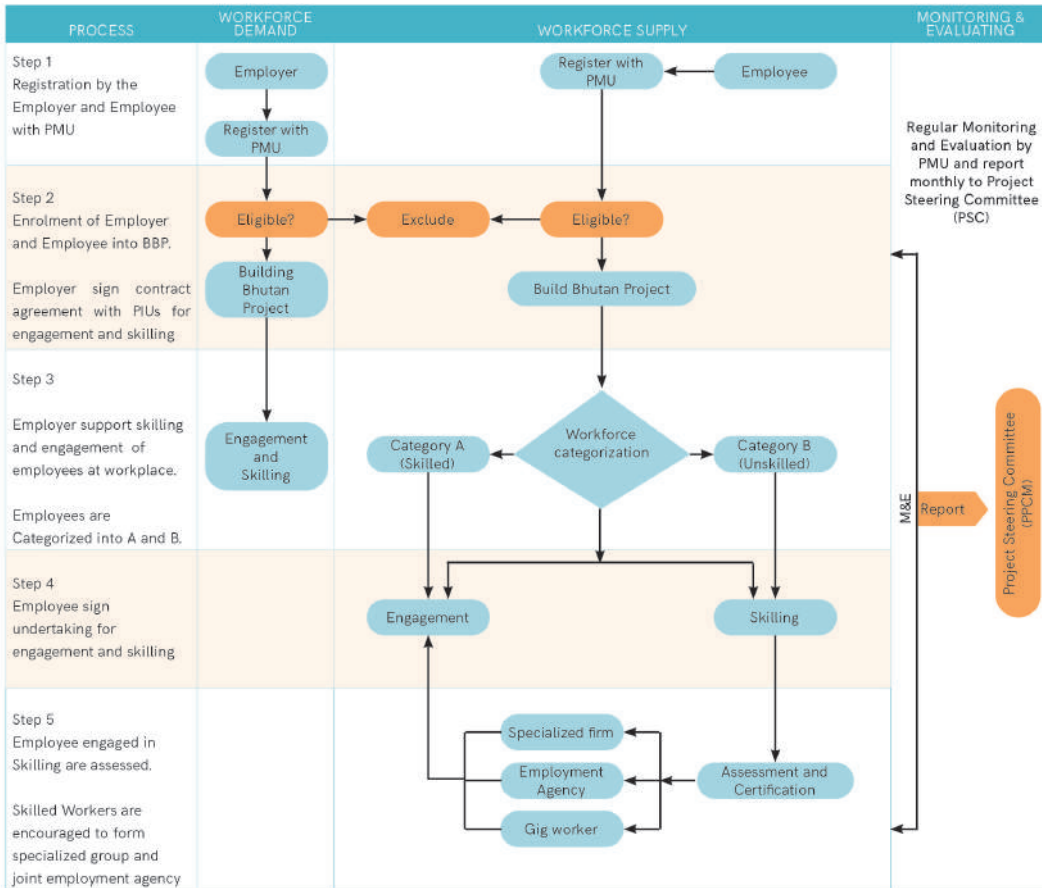 PROCESS
WORKFORCE
DEMAND
WORKFORCE SUPPLY
MONITORING &
EVALUATING
Step 1
Registration by the
Employer and Employee
with PMU
Employer
Register with
PMU
Register with
PMU
Employee
Regular Monitoring
and Evaluation by
PMU and report
monthly to Project
Steering Committee
(PSC)
Step 2
Enrolment of Employer
and Employee into BBP.
Employer sign contract
agreement with PIUs for
engagement and skilling
Eligible?
Exclude
Eligible?
Building
Bhutan
Project
Build Bhutan Project
Step 3
Employer support skilling
and engagement of
employees at workplace.
Employees are
Categorized into A and B.
Engagement
and
Skilling
Category A
(Skilled)
Workforce
categorization
Category B
(Unskilled)
M&E
Report
Project Steering Committee
(PPCM)
Step 4
Employee sign
undertaking for
engagement and skilling
Engagement
Skilling
Step 5
Employee engaged in
Skilling are assessed.
Skilled Workers are
encouraged to form
specialized group and
joint employment agency
Specialized firm
Employment
Agency
Gig worker
Assessment and
Certification